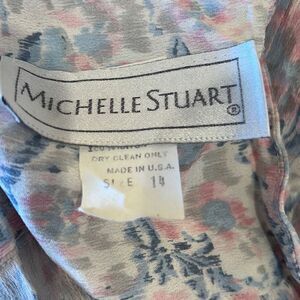 MICHELLE STUART ®
DRY CLEAN ONLY
MADE IN U.S.A.
SIZE 14